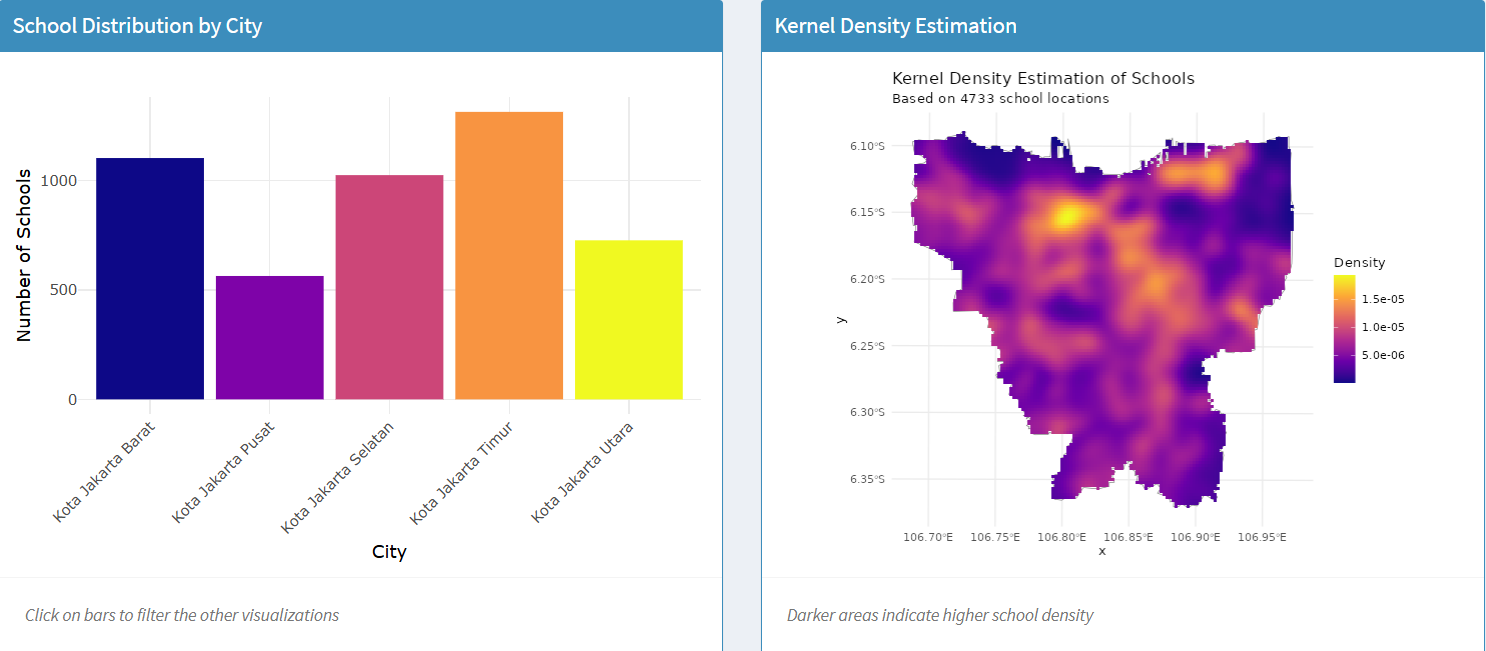 School Distribution by City
Number of Schools
1000
500
0
Kota Jakarta Barat
Kota Jakarta Pusat
Kota Jakarta Selatan
Kota Jakarta Timur
Kota Jakarta Utara
City
Click on bars to filter the other visualizations
Kernel Density Estimation
Kernel Density Estimation of Schools
Based on 4733 school locations
y
6.10°S
6.15°S
6.20°S
6.25°S
6.30°S
6.35°S
106.70°E 106.75°E 106.80°E 106.85°E 106.90°E 106.95°E
x
Density
1.5e-05
1.0e-05
5.0e-06
Darker areas indicate higher school density